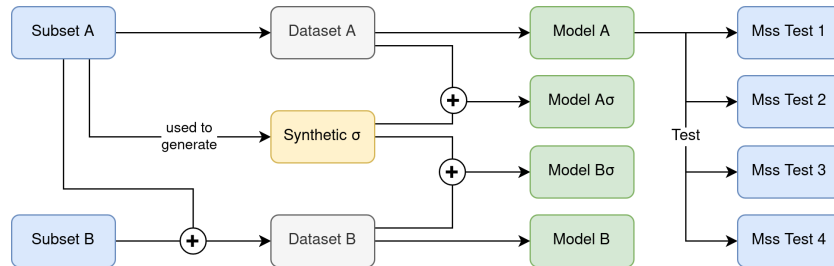 Subset A
Dataset A
Model A
Mss Test 1
Model Aσ
Mss Test 2
used to
generate
Synthetic σ
Test
Model Bσ
Mss Test 3
Subset B
Dataset B
Model B
Mss Test 4